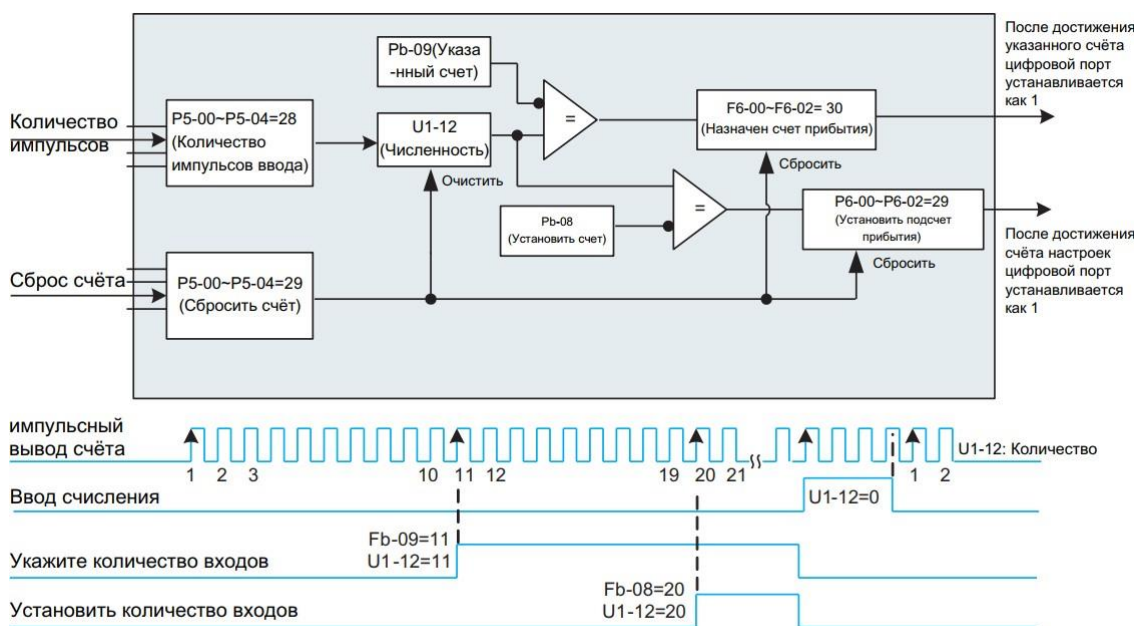 Pb-09(Указа
-нный счет)
После достижения
указанного счёта
цифровой порт
устанавливается
как 1
Количество
импульсов
P5-00~P5-04=28
(Количество
импульсов ввода)
U1-12
(Численность)
=
F6-00~F6-02= 30
(Назначен счет прибытия)
Очистить
Сбросить
=
Pb-08
(Установить счет)
P6-00~P6-02=29
(Установить подсчет
прибытия)
Сброс счёта
P5-00~P5-04=29
(Сбросить счёт)
Сбросить
После достижения
счёта настроек
цифровой порт
устанавливается
как 1
импульсный
вывод счёта
U1-12: Количество
1 2 3 10 11 12 19 20 21 1 2
Ввод счисления
U1-12=0
Fb-09=11
U1-12=11
Укажите количество входов
Fb-08=20
U1-12=20
Установить количество входов